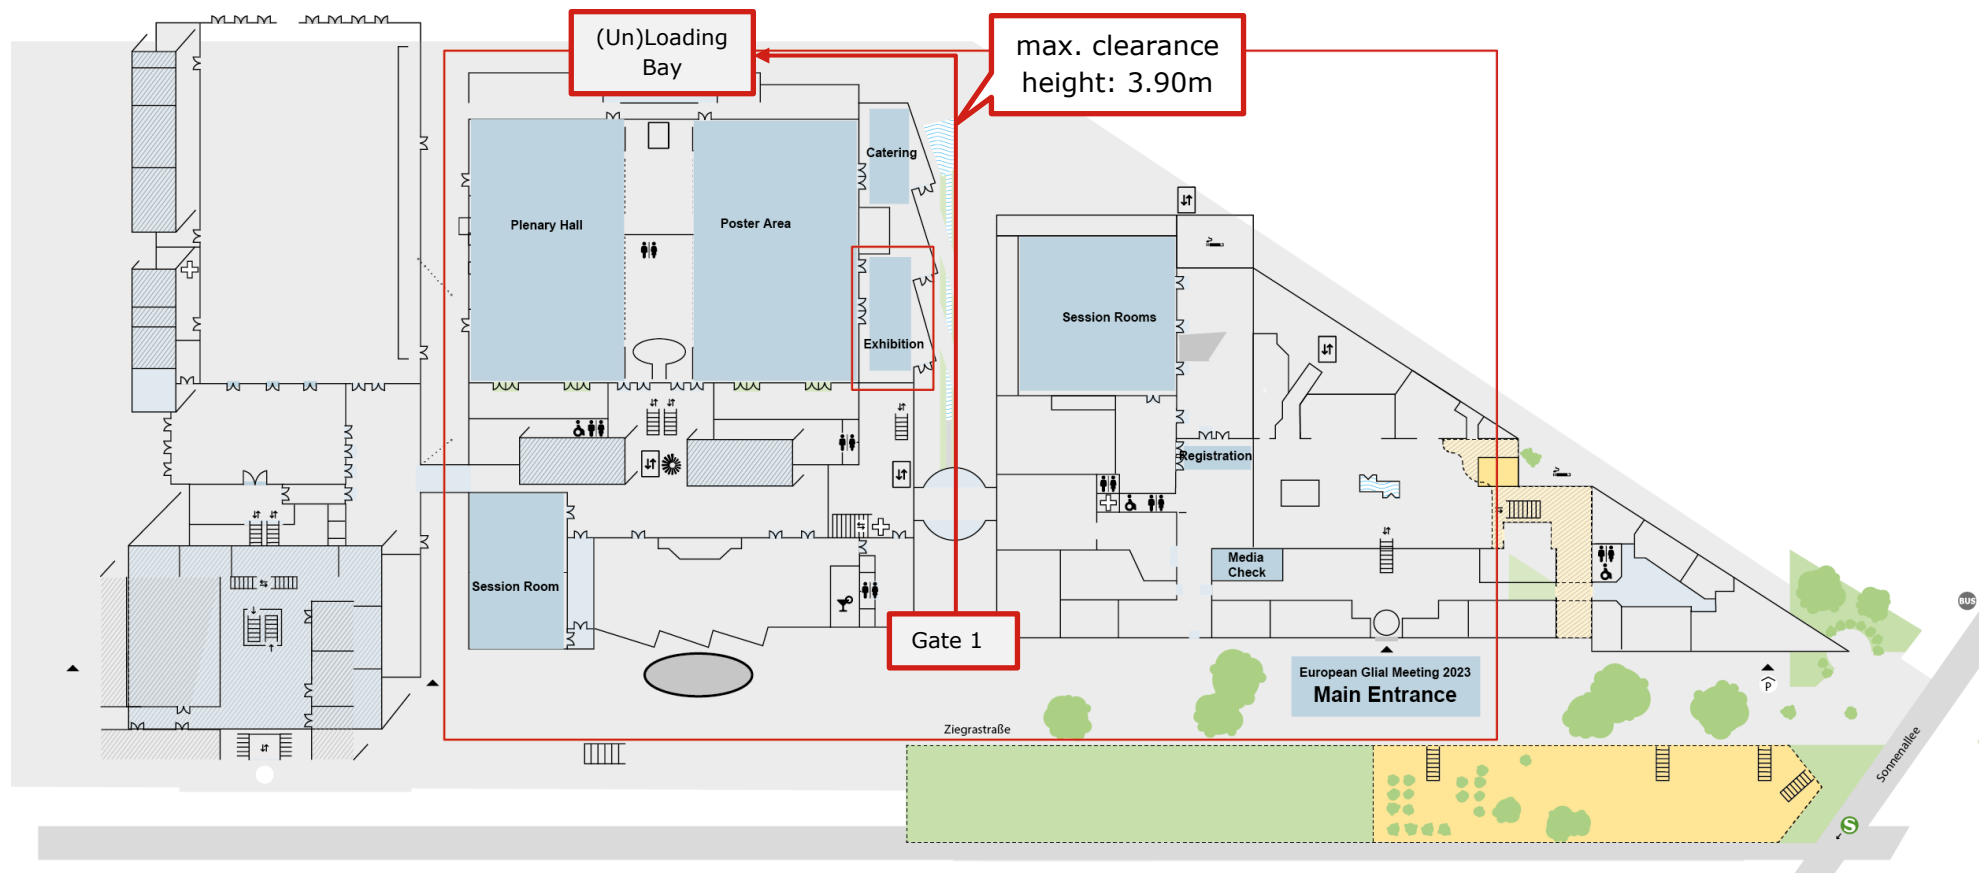 (Un)Loading
Bay
max. clearance
height: 3.90m
Catering
Plenary Hall
Poster Area
Exhibition
Session Rooms
Registration
Session Room
Media
Check
Gate 1
European Glial Meeting 2023
Main Entrance
Ziegrastraße
Sonnenallee
BUS
P
S